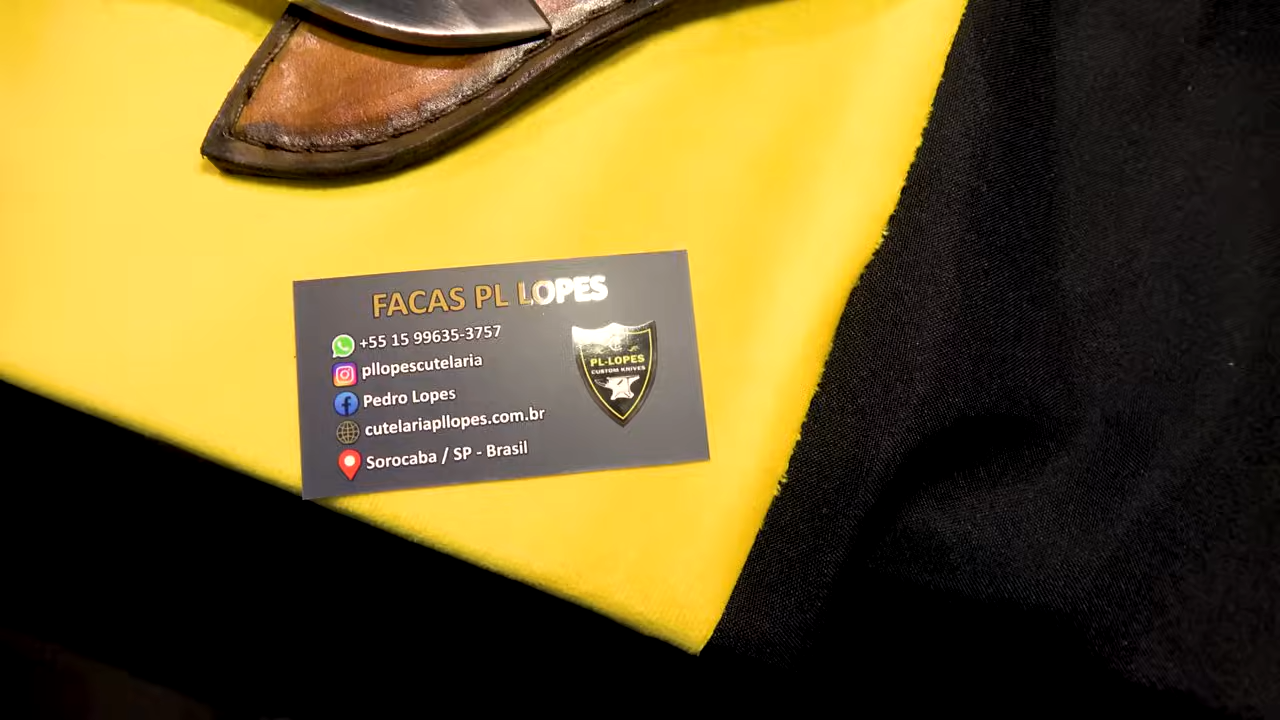 FACAS PL LOPES
+55 15 99635-3757
pllopescutelaria
Pedro Lopes
cutelariapllopes.com.br
Sorocaba / SP - Brasil
PL-LOPES
CUSTOM KNIVES